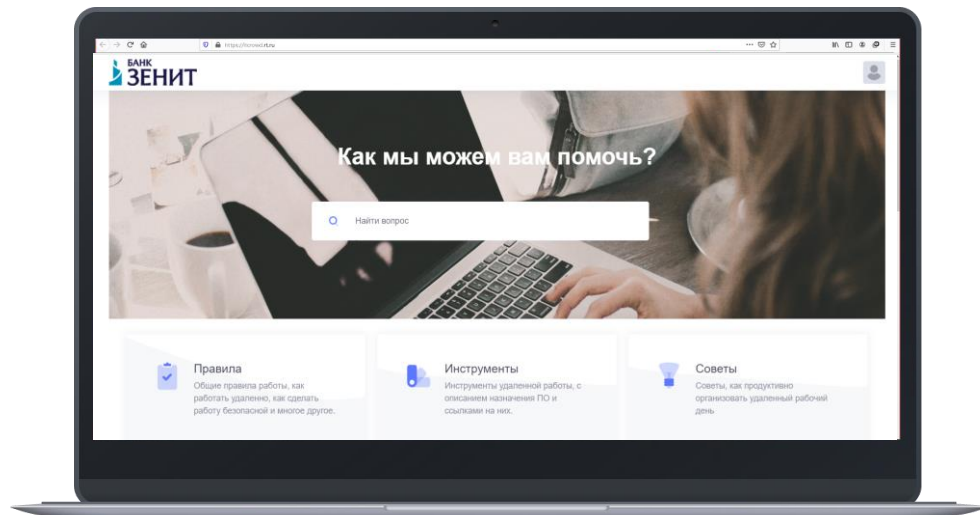 БАНК
ЗЕНИТ
Как мы можем вам помочь?
Найти вопрос
Правила
Общие правила работы, как
работать удаленно, как сделать
работу безопасной и многое другое.
Инструменты
Инструменты удаленной работы, с
описанием назначения ПО и
ссылками на них.
Советы
Советы, как продуктивно
организовать удаленный рабочий
день